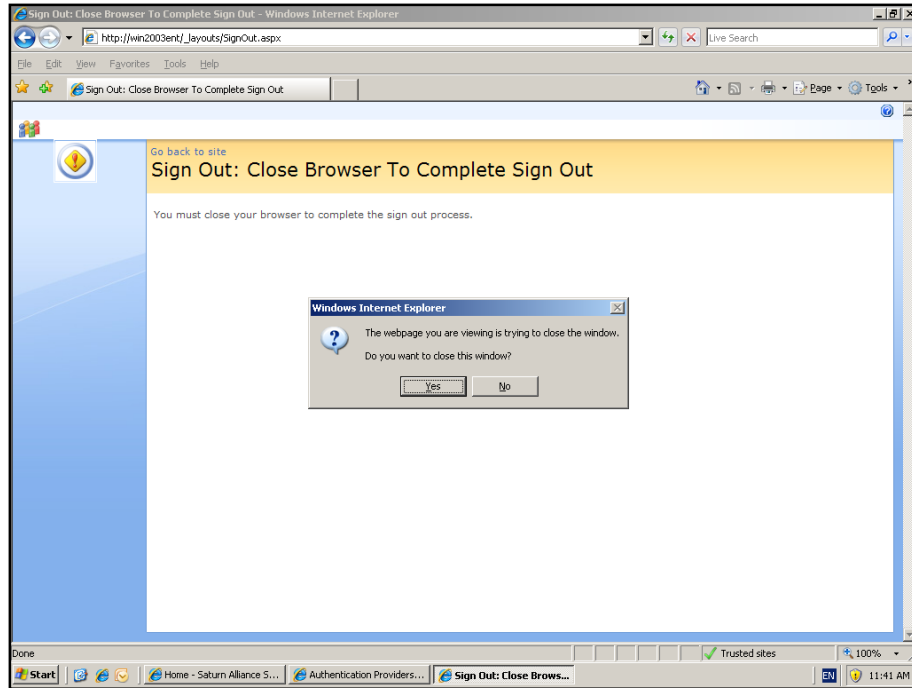 Sign Out: Close Browser To Complete Sign Out - Windows Internet Explorer
http://win2003ent/_layouts/SignOut.aspx
Live Search
File Edit View Favorites Tools Help
Sign Out: Close Browser To Complete Sign Out
Page Tools
Go back to site
Sign Out: Close Browser To Complete Sign Out
You must close your browser to complete the sign out process.
Windows Internet Explorer
The webpage you are viewing is trying to close the window.
Do you want to close this window?
Yes No
Done Trusted sites 100%
Start Home - Saturn Alliance S... Authentication Providers... Sign Out: Close Brows... EN 11:41 AM